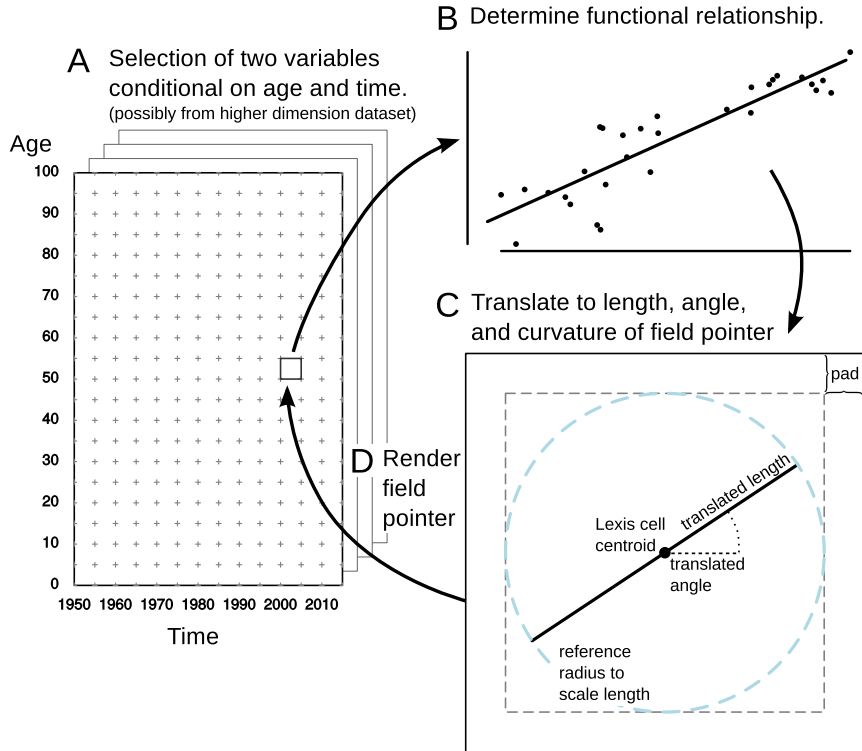 A Selection of two variables
conditional on age and time.
(possibly from higher dimension dataset)
Age
100
90
80
70
60
50
40
30
20
10
0
1950 1960 1970 1980 1990 2000 2010
Time
B Determine functional relationship.
C Translate to length, angle,
and curvature of field pointer
pad
translated length
Lexis cell
centroid
translated
angle
reference
radius to
scale length
D Render
field
pointer